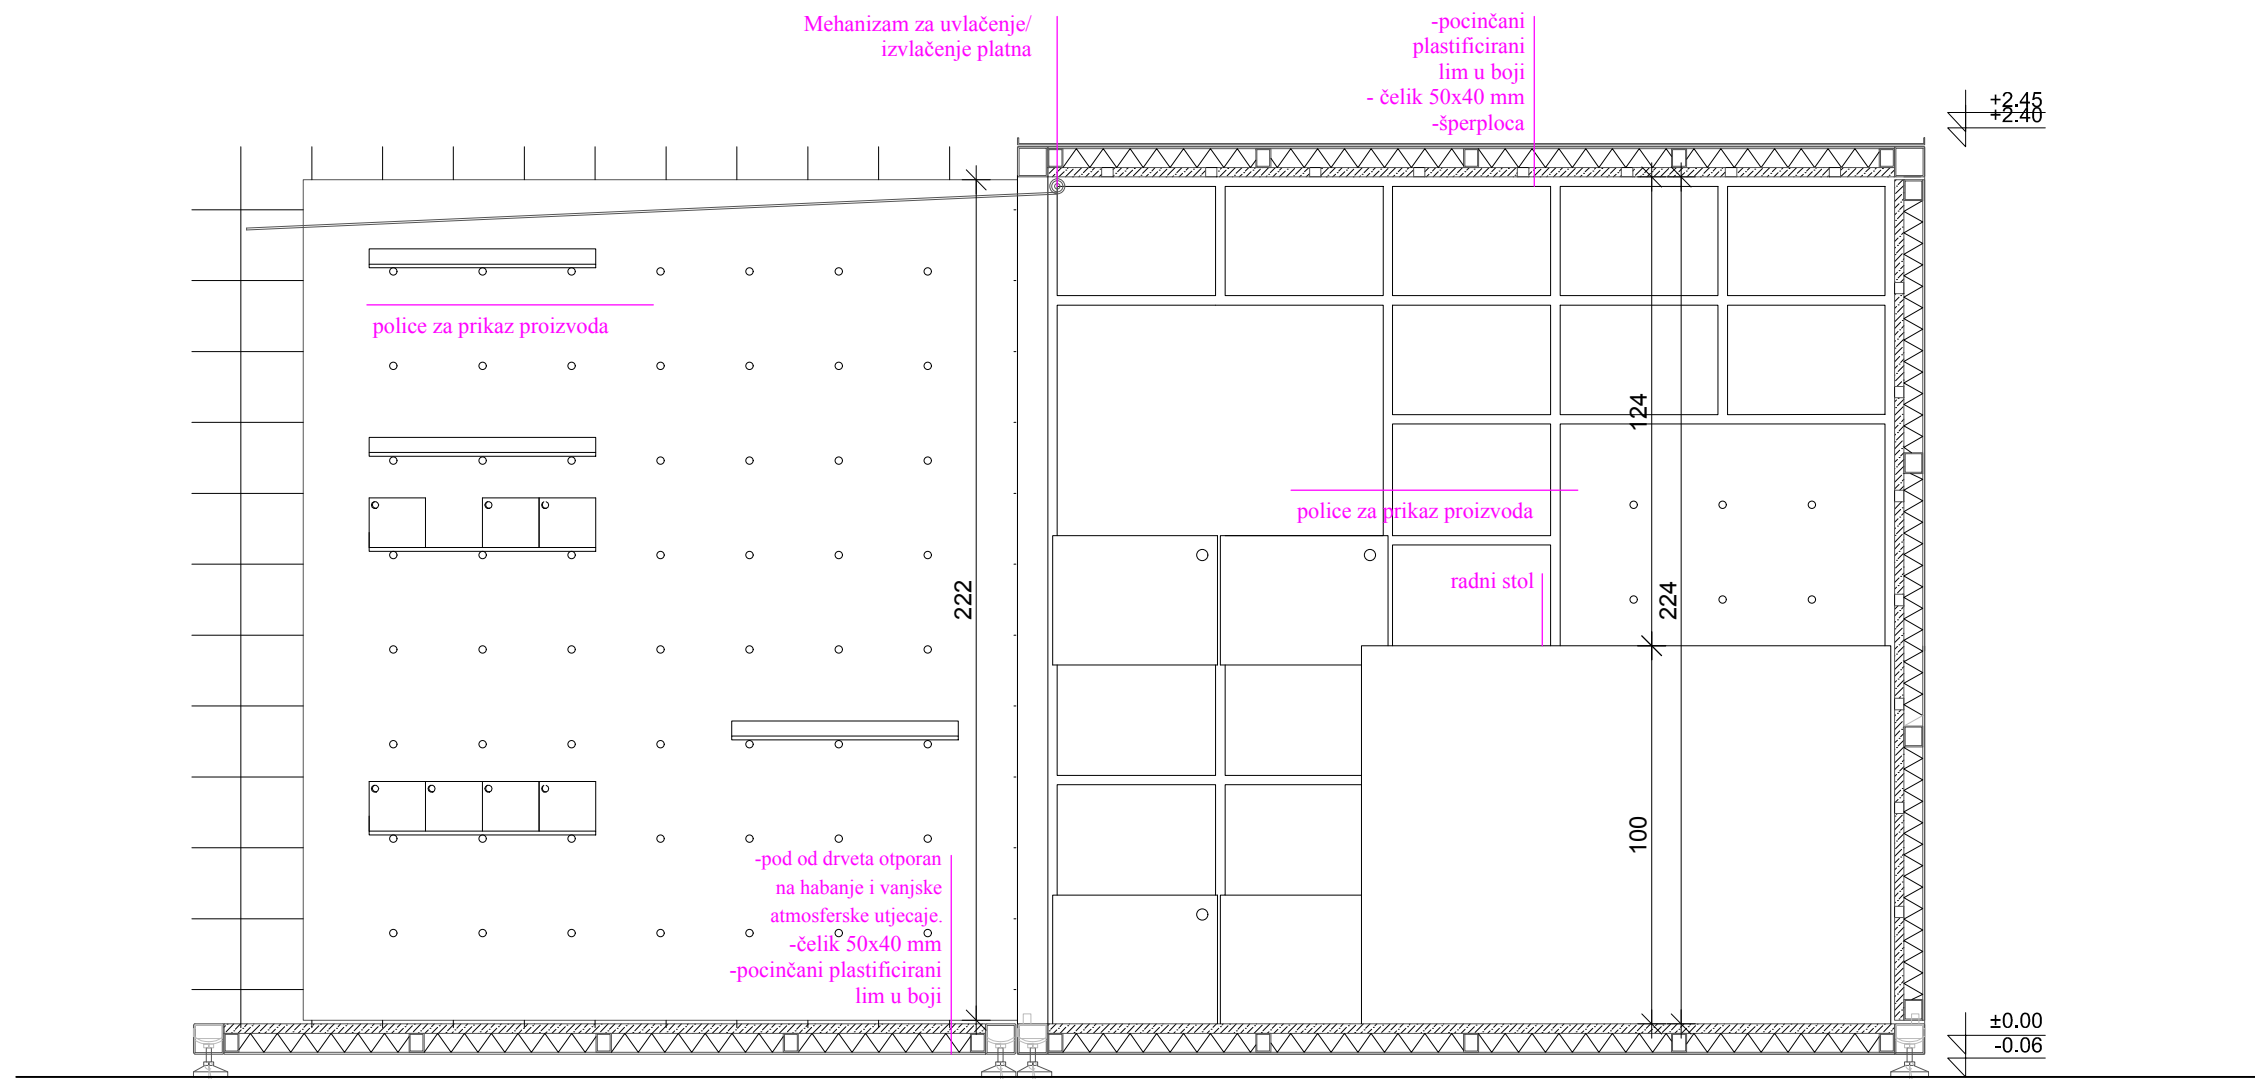 Mehanizam za uvlačenje/
izvlačenje platna
-pocinčani
plastificirani
lim u boji
- čelik 50x40 mm
-šperploca
+2.45
+2.40
police za prikaz proizvoda
124
police za prikaz proizvoda
radni stol
222
224
100
-pod od drveta otporan
na habanje i vanjske
atmosferske utjecaje.
-čelik 50x40 mm
-pocinčani plastificirani
lim u boji
±0.00
-0.06